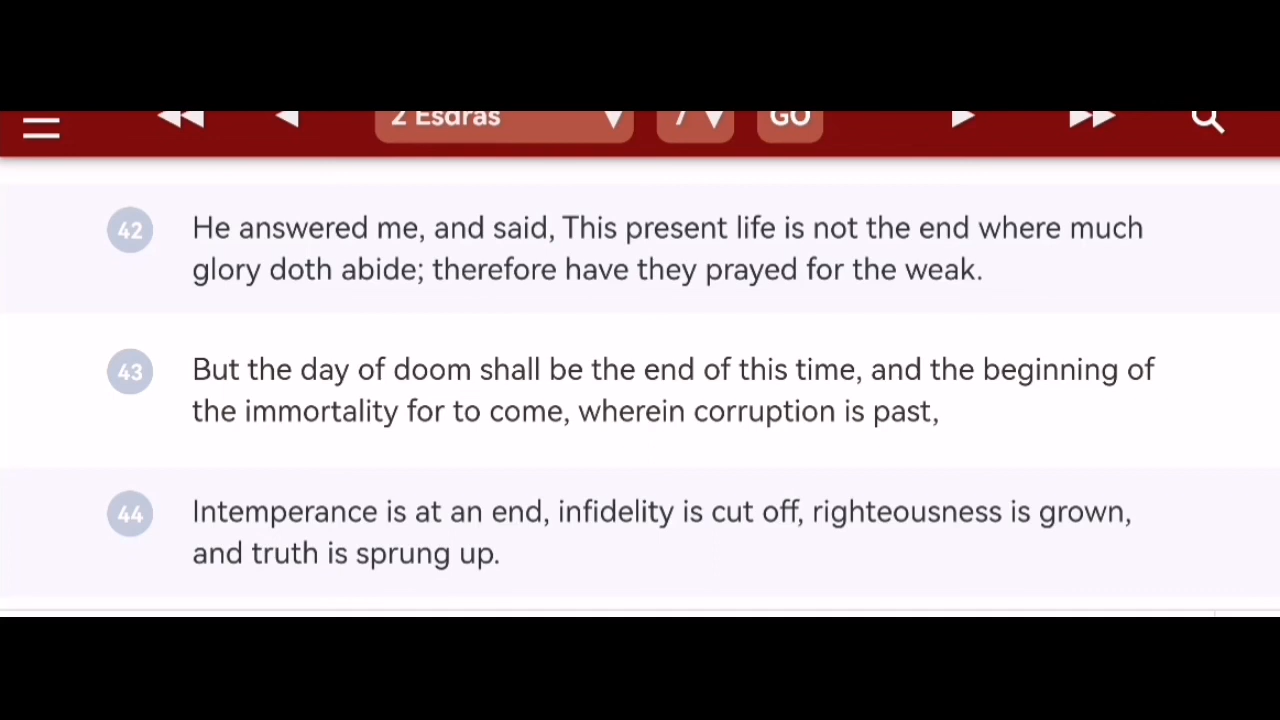 2 Esdras 7 GO
42 He answered me, and said, This present life is not the end where much
glory doth abide; therefore have they prayed for the weak.
43 But the day of doom shall be the end of this time, and the beginning of
the immortality for to come, wherein corruption is past,
44 Intemperance is at an end, infidelity is cut off, righteousness is grown,
and truth is sprung up.